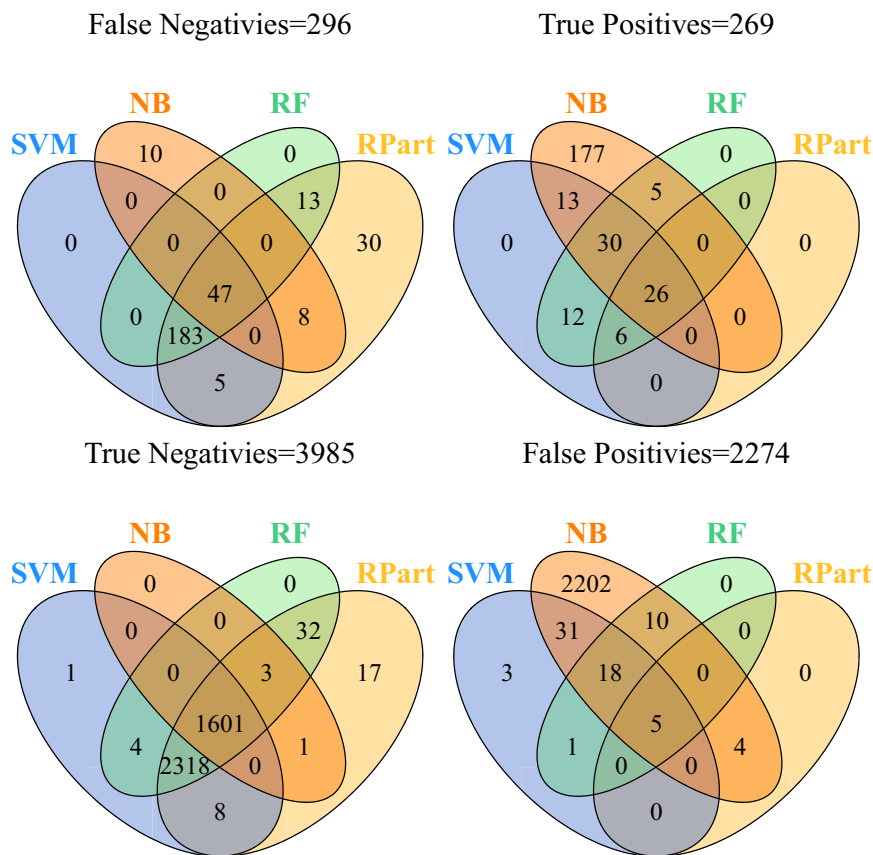 False Negativies=296
True Positives=269
NB RF
SVM RPart
10 0
0 0 13
0 0 0 30
47
0 183 0 8
5
NB RF
SVM RPart
177 0
13 5 0
0 30 0 0
26
12 6 0 0
0
True Negativies=3985
False Positivies=2274
NB RF
SVM RPart
0 0
0 0 32
1 0 3 17
1601
4 2318 0 1
8
NB RF
SVM RPart
2202 0
31 10 0
3 18 0 0
5
1 0 0 4
0